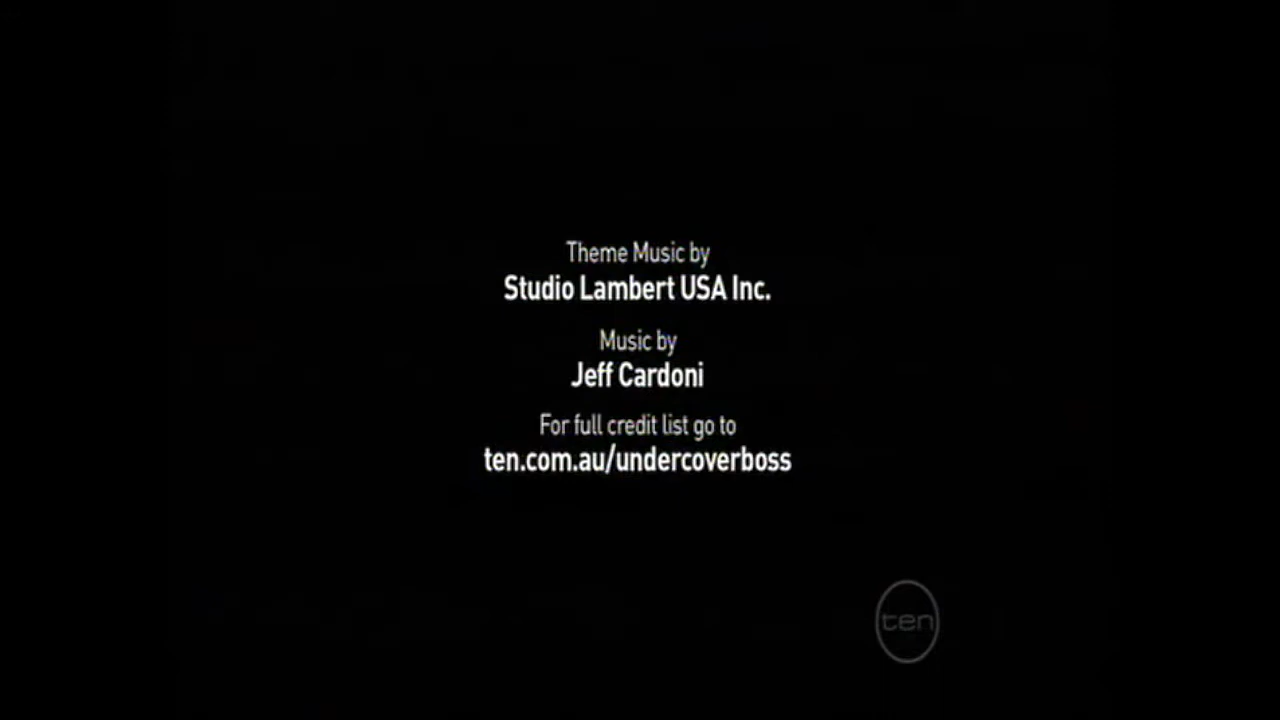 Theme Music by
Studio Lambert USA Inc.
Music by
Jeff Cardoni
For full credit list go to
ten.com.au/undercoverboss
ten